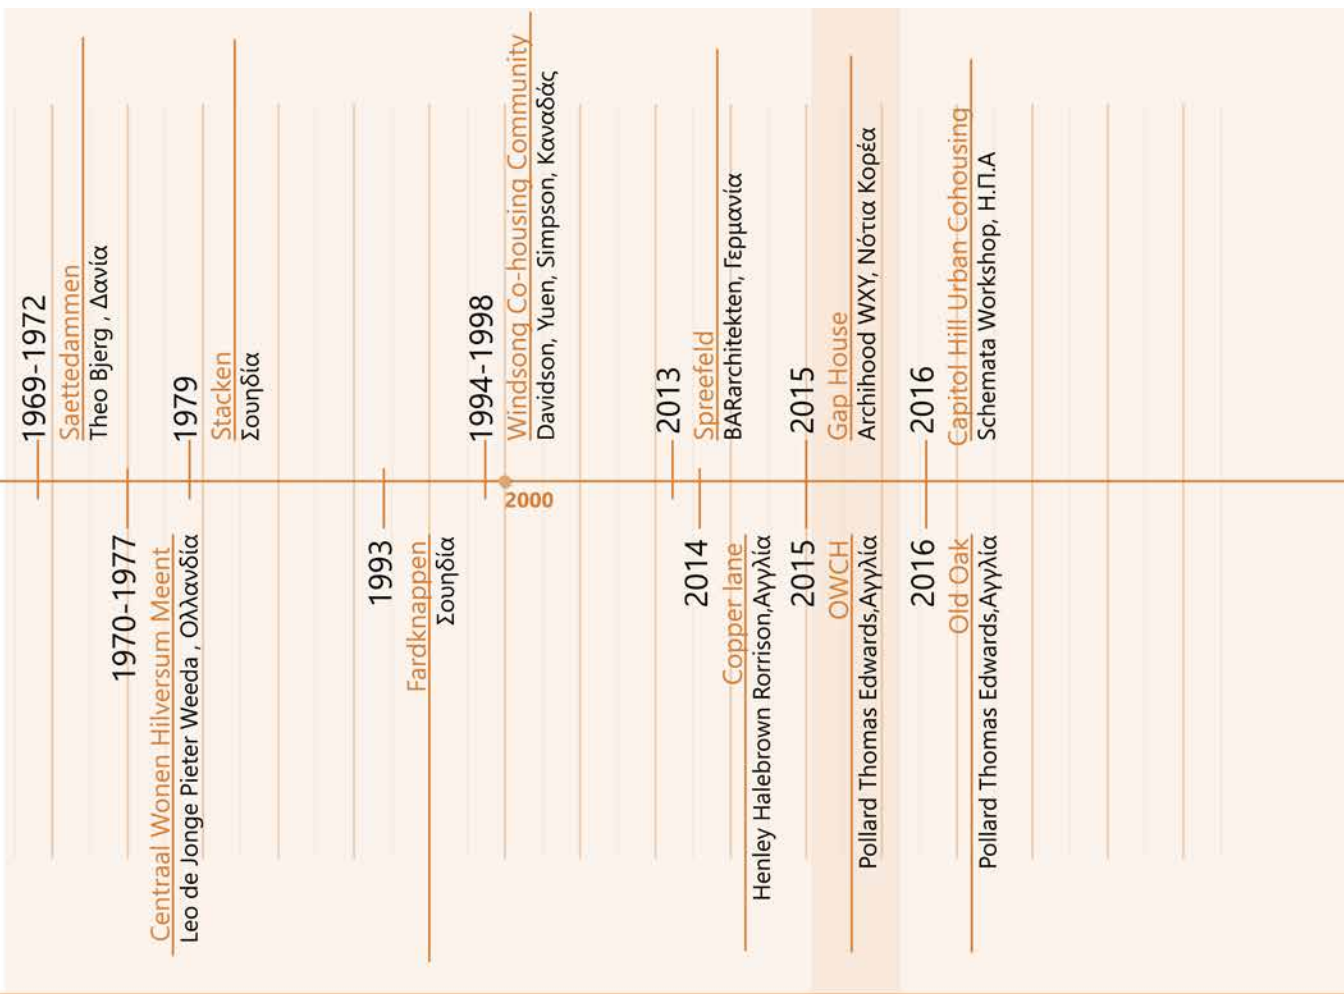 1969-1972
Saettedammen
Theo Bjerg , Δανία
1970-1977
Centraal Wonen Hilversum Meent
Leo de Jonge Pieter Weeda , Ολλανδία
1979
Stacken
Σουηδία
1993
Fardknappen
Σουηδία
1994-1998
Windsong Co-housing Community
Davidson, Yuen, Simpson, Καναδάς
2000
2013
Spreefeld
BARarchitekten, Γερμανία
2014
Copper lane
Henley Halebrown Rorrison,Αγγλία
2015
Gap House
Archihood WXY, Νότια Κορέα
2015
OWCH
Pollard Thomas Edwards,Αγγλία
2016
Capitol Hill Urban Cohousing
Schemata Workshop, Η.Π.Α
2016
Old Oak
Pollard Thomas Edwards,Αγγλία